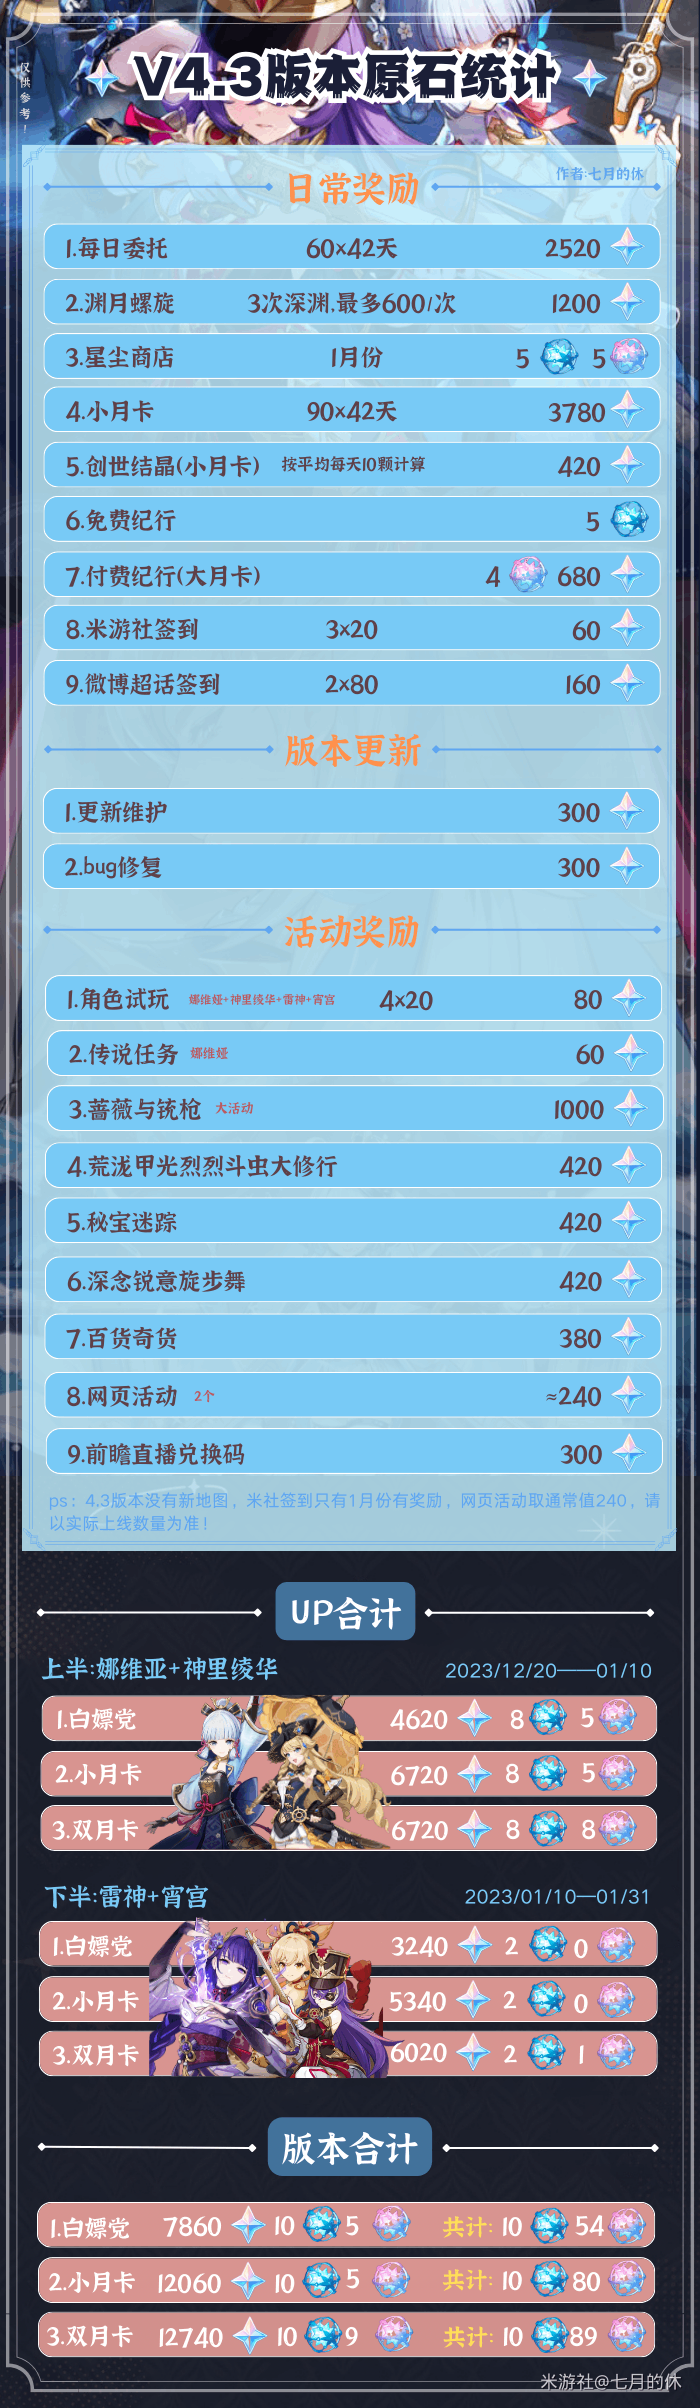 仅供参考！
V4.3版本原石统计
作者:七月的休
日常奖励
1.每日委托 60×42天 2520
2.渊月螺旋 3次深渊,最多600/次 1200
3.星尘商店 1月份 5 5
4.小月卡 90×42天 3780
5.创世结晶(小月卡) 按平均每天10颗计算 420
6.免费纪行 5
7.付费纪行(大月卡) 4 680
8.米游社签到 3×20 60
9.微博超话签到 2×80 160
版本更新
1.更新维护 300
2.bug修复 300
活动奖励
1.角色试玩 娜维娅+神里绫华+雷神+宵宫 4×20 80
2.传说任务 娜维娅 60
3.蔷薇与铳枪 大活动 1000
4.荒泷甲光烈烈斗虫大修行 420
5.秘宝迷踪 420
6.深念锐意旋步舞 420
7.百货奇货 380
8.网页活动 2个 ≈240
9.前瞻直播兑换码 300
ps：4.3版本没有新地图，米社签到只有1月份有奖励，网页活动取通常值240，请
以实际上线数量为准！
UP合计
上半:娜维亚+神里绫华 2023/12/20——01/10
1.白嫖党 4620 8 5
2.小月卡 6720 8 5
3.双月卡 6720 8 8
下半:雷神+宵宫 2023/01/10—01/31
1.白嫖党 3240 2 0
2.小月卡 5340 2 0
3.双月卡 6020 2 1
版本合计
1.白嫖党 7860 10 5 共计: 10 54
2.小月卡 12060 10 5 共计: 10 80
3.双月卡 12740 10 9 共计: 10 89
米游社@七月的休